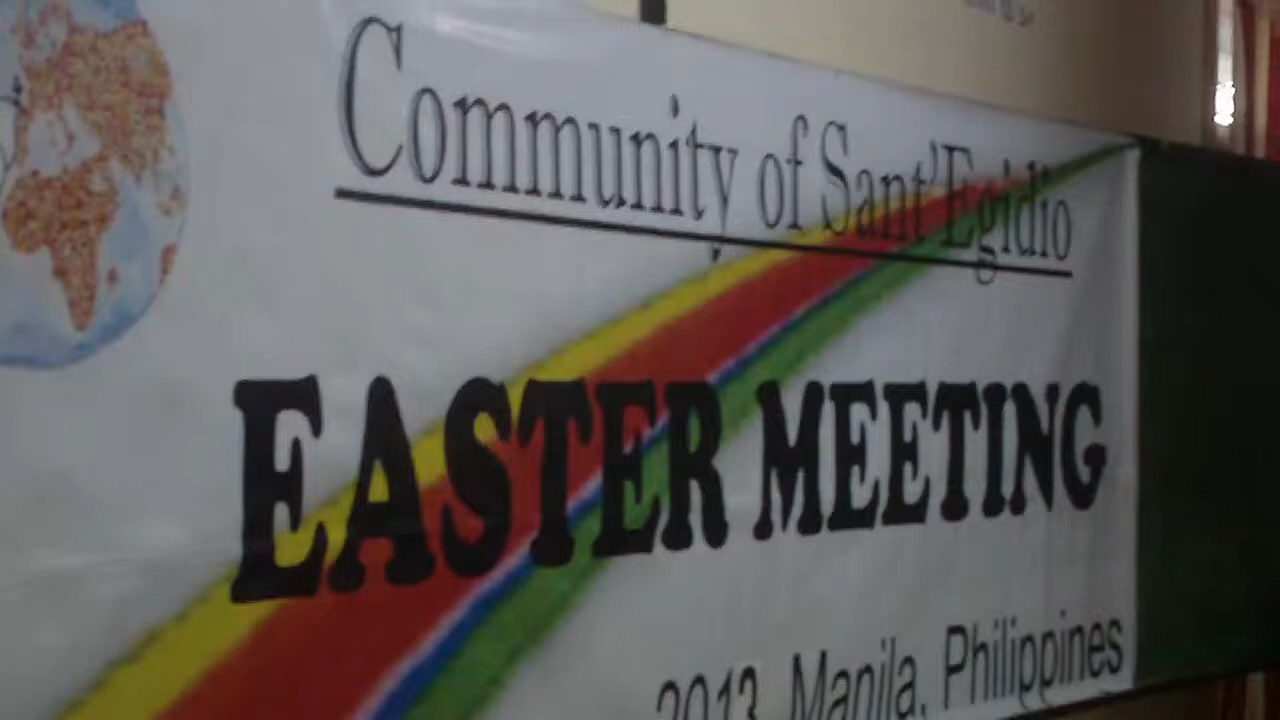 Community of Sant'Egidio
EASTER MEETING
2013, Manila, Philippines